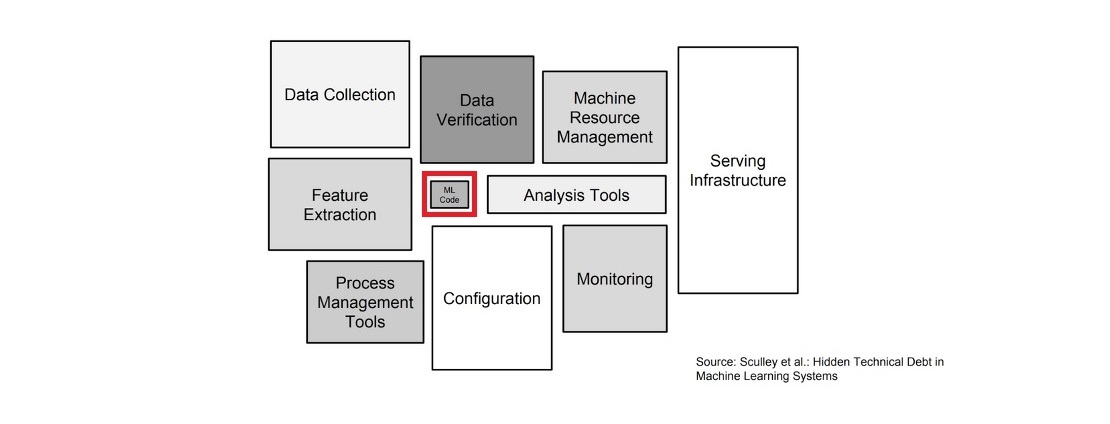 Data Collection
Data
Verification
Machine
Resource
Management
Serving
Infrastructure
Feature
Extraction
ML
Code
Analysis Tools
Process
Management
Tools
Configuration
Monitoring
Source: Sculley et al.: Hidden Technical Debt in
Machine Learning Systems